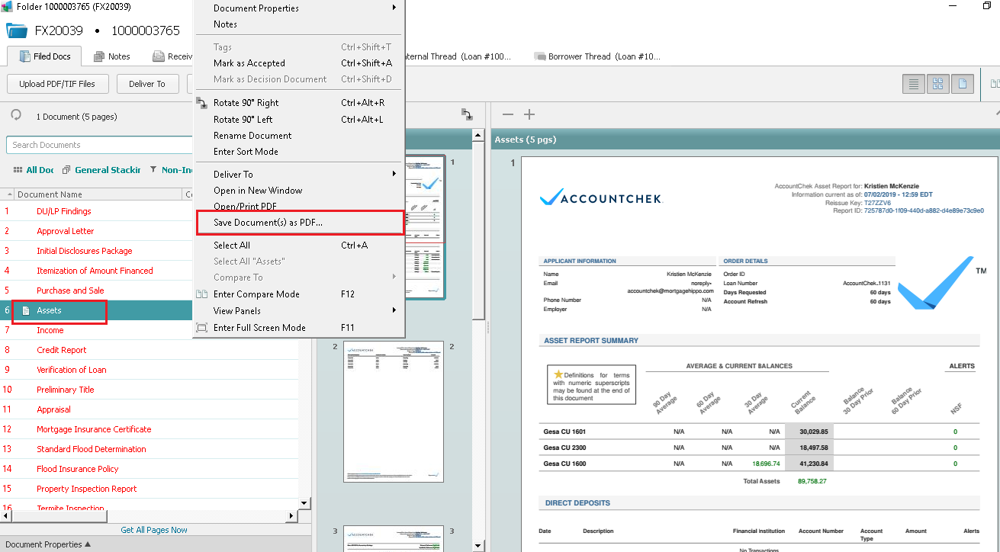 Folder 1000003765 (FX20039)
FX20039 • 1000003765
Filed Docs
Notes
Receiv
nternal Thread (Loan #100...
Borrower Thread (Loan #10...
Upload PDF/TIF Files
Deliver To
1 Document (5 pages)
Search Documents
All Doc
General Stackir
Non-In
Document Name
1 DU/LP Findings
2 Approval Letter
3 Initial Disclosures Package
4 Itemization of Amount Financed
5 Purchase and Sale
6 Assets
7 Income
8 Credit Report
9 Verification of Loan
10 Preliminary Title
11 Appraisal
12 Mortgage Insurance Certificate
13 Standard Flood Determination
14 Flood Insurance Policy
15 Property Inspection Report
16 Termite Inspection
Get All Pages Now
Document Properties
Document Properties
Notes
Tags Ctrl+Shift+T
Mark as Accepted Ctrl+Shift+A
Mark as Decision Document Ctrl+Shift+D
Rotate 90° Right Ctrl+Alt+R
Rotate 90° Left Ctrl+Alt+L
Rename Document
Enter Sort Mode
Deliver To
Open in New Window
Open/Print PDF
Save Document(s) as PDF...
Select All Ctrl+A
Select All "Assets"
Compare To
Enter Compare Mode F12
View Panels
Enter Full Screen Mode F11
1
2
2
3
3
ACCOUNTCHEK
ACCOUNTCHEK
Assets (5 pgs)
1
ACCOUNTCHEK
AccountChek Asset Report for: Kristien McKenzie
Information current as of: 07/02/2019 - 12:59 EDT
Reissue Key: T27ZZV6
Report ID: 725787d0-1f09-440d-a882-d4e89e73c9e0
APPLICANT INFORMATION
Name Kristien McKenzie
Email noreply+
accountchek@mortgagehippo.com
Phone Number N/A
Employer N/A
ORDER DETAILS
Order ID
Loan Number AccountChek.1131
Days Requested 60 days
Account Refresh 60 days
TM
ASSET REPORT SUMMARY
Definitions for terms
with numeric superscripts
may be found at the end of
this document
AVERAGE & CURRENT BALANCES
ALERTS
90 Day Average
60 Day Average
30 Day Average
Current Balance
Balance 30 Day Prior
Balance 60 Day Prior
NSF
Gesa CU 1601 N/A N/A N/A 30,029.85 0
Gesa CU 2300 N/A N/A N/A 18,497.58 0
Gesa CU 1600 N/A N/A 18,696.74 41,230.84 0
Total Assets 89,758.27
DIRECT DEPOSITS
Date Description Financial institution Account Number Account Type Amount Alerts
No Transactions